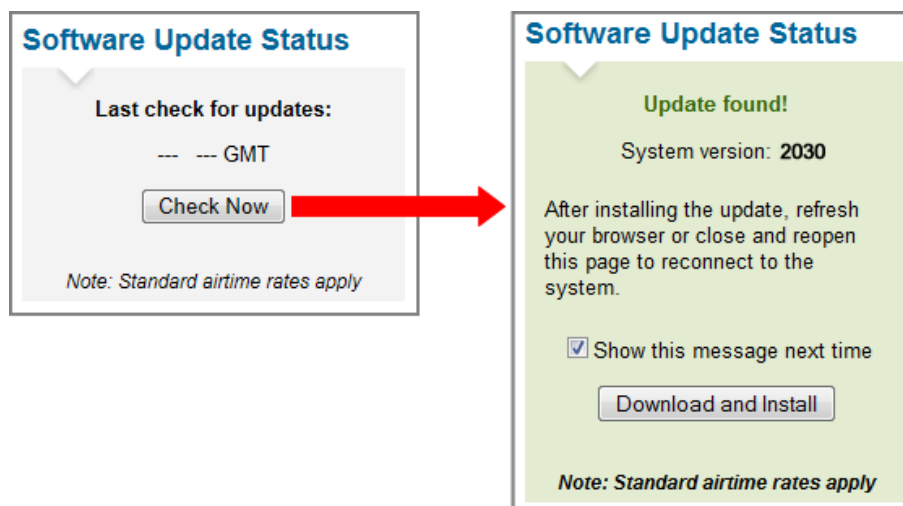 Software Update Status
Last check for updates:
--- --- GMT
Check Now
Note: Standard airtime rates apply
Software Update Status
Update found!
System version: 2030
After installing the update, refresh
your browser or close and reopen
this page to reconnect to the
system.
Show this message next time
Download and Install
Note: Standard airtime rates apply